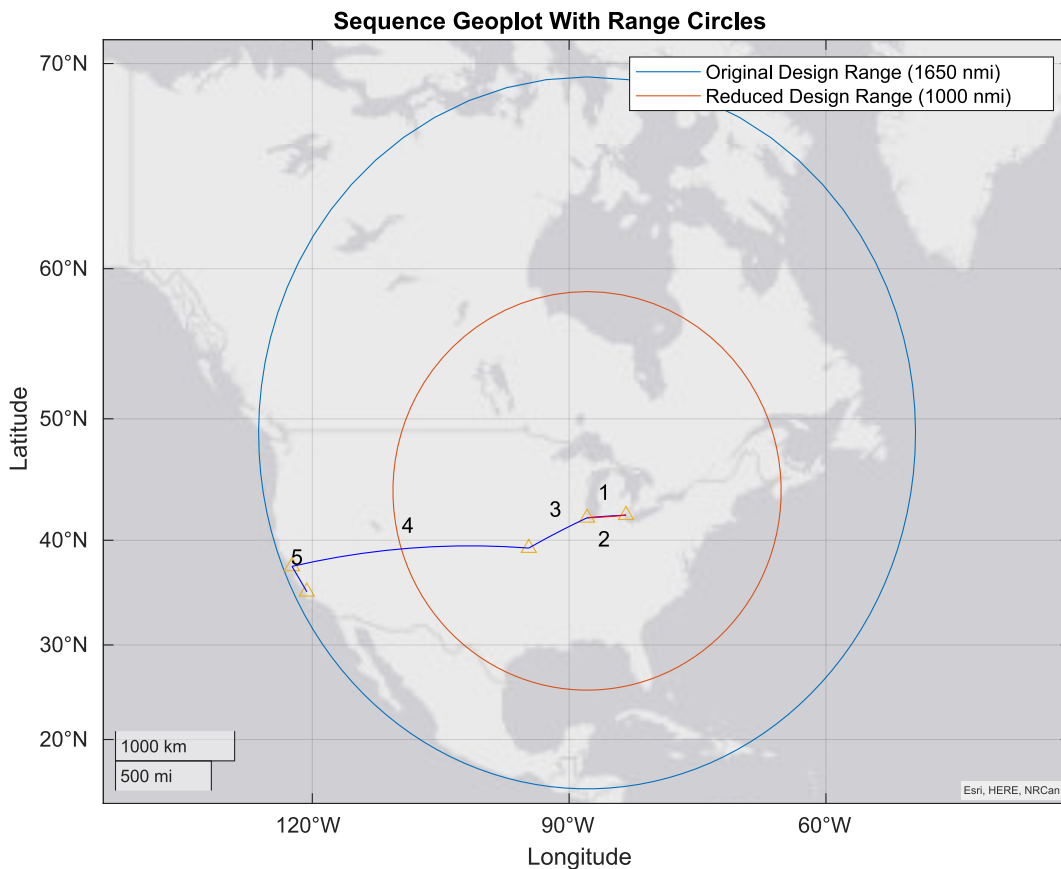 Sequence Geoplot With Range Circles
Original Design Range (1650 nmi)
Reduced Design Range (1000 nmi)
70°N
60°N
50°N
40°N
30°N
20°N
Latitude
1
2
3
4
5
1000 km
500 mi
Esri, HERE, NRCan
120°W
90°W
60°W
Longitude